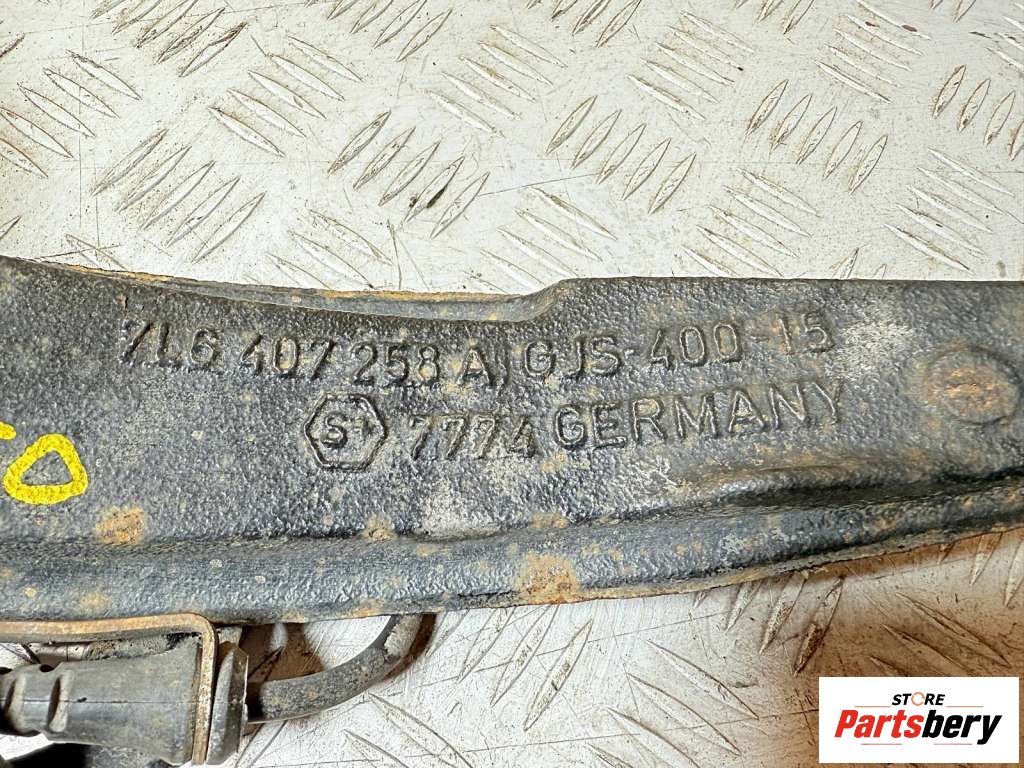 7L6 407 258 A GJS-400-15
7774 GERMANY
STORE
Partsbery